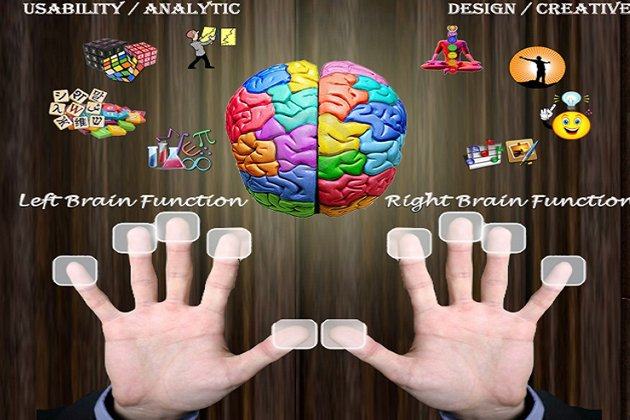 USABILITY / ANALYTIC
DESIGN / CREATIVE
Left Brain Function
Right Brain Function
π